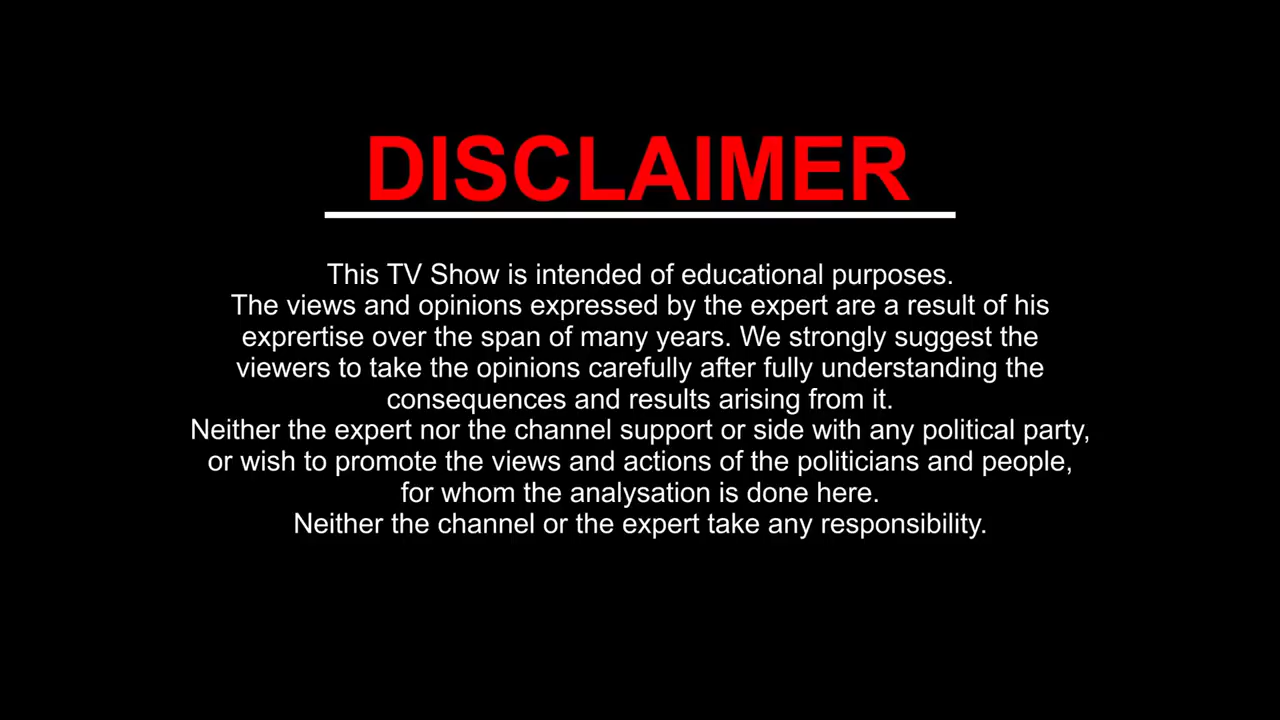 DISCLAIMER
This TV Show is intended of educational purposes.
The views and opinions expressed by the expert are a result of his
exprertise over the span of many years. We strongly suggest the
viewers to take the opinions carefully after fully understanding the
consequences and results arising from it.
Neither the expert nor the channel support or side with any political party,
or wish to promote the views and actions of the politicians and people,
for whom the analysation is done here.
Neither the channel or the expert take any responsibility.